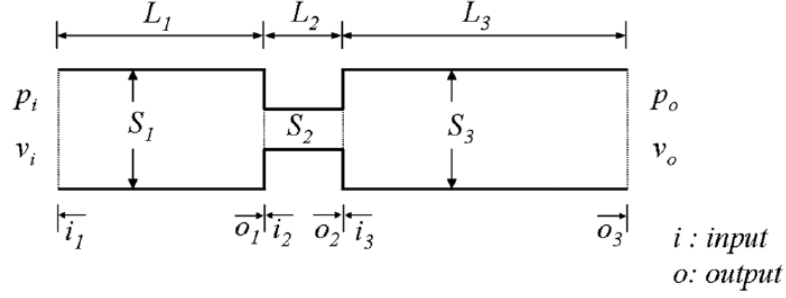 L₁ L₂ L₃
pᵢ S₁ S₂ S₃ pₒ
vᵢ vₒ
i₁ o₁ i₂ o₂ i₃ o₃
i : input
o: output